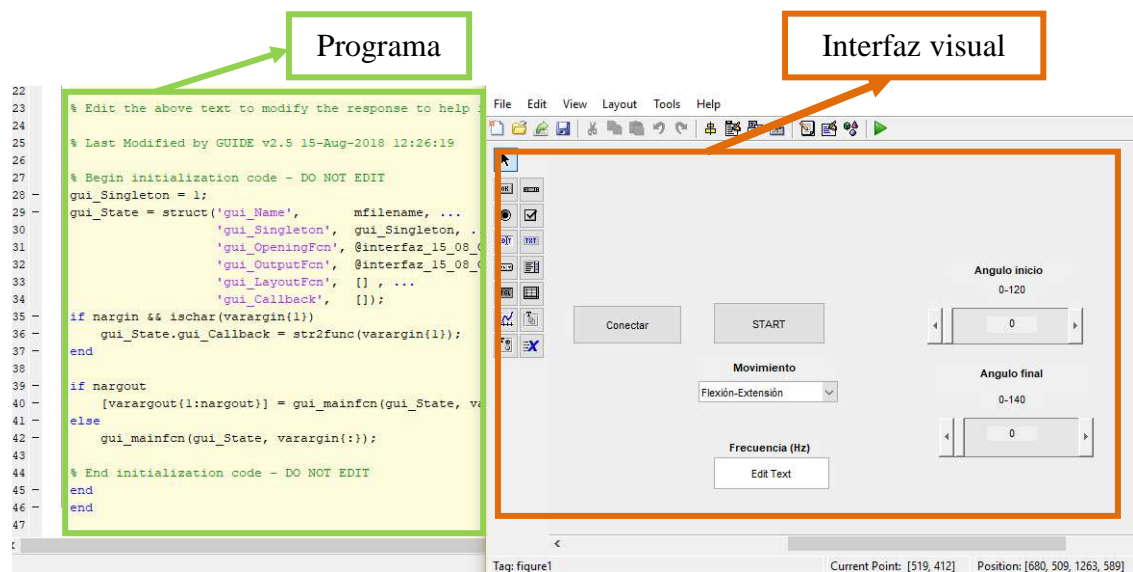 Programa
Interfaz visual
22
23 % Edit the above text to modify the response to help
24
25 % Last Modified by GUIDE v2.5 15-Aug-2018 12:26:19
26
27 % Begin initialization code - DO NOT EDIT
28 - gui_Singleton = 1;
29 - gui_State = struct('gui_Name', mfilename, ...
30 'gui_Singleton', gui_Singleton, ..
31 'gui_OpeningFcn', @interfaz_15_08_
32 'gui_OutputFcn', @interfaz_15_08_
33 'gui_LayoutFcn', [] , ...
34 'gui_Callback', []);
35 - if nargin && ischar(varargin{1})
36 - gui_State.gui_Callback = str2func(varargin{1});
37 - end
38
39 - if nargout
40 - [varargout{1:nargout}] = gui_mainfcn(gui_State, va
41 - else
42 - gui_mainfcn(gui_State, varargin{:});
43
44 % End initialization code - DO NOT EDIT
45 - end
46 - end
47
File Edit View Layout Tools Help
OK
TXT
Angulo inicio
0-120
Conectar
START
0
Movimiento
Flexión-Extensión
Angulo final
0-140
0
Frecuencia (Hz)
Edit Text
Tag: figure1
Current Point: [519, 412]
Position: [680, 509, 1263, 589]